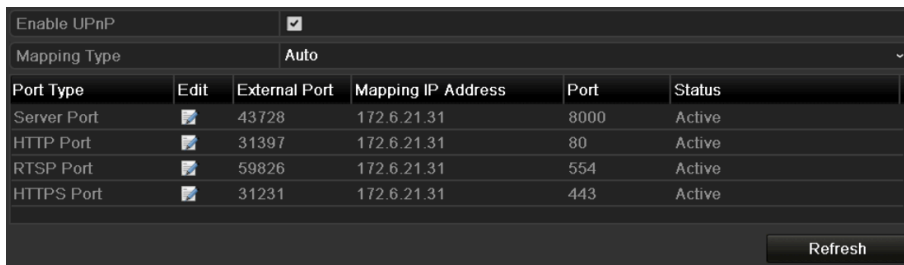 Enable UPnP
Mapping Type Auto
Port Type Edit External Port Mapping IP Address Port Status
Server Port 43728 172.6.21.31 8000 Active
HTTP Port 31397 172.6.21.31 80 Active
RTSP Port 59826 172.6.21.31 554 Active
HTTPS Port 31231 172.6.21.31 443 Active
Refresh